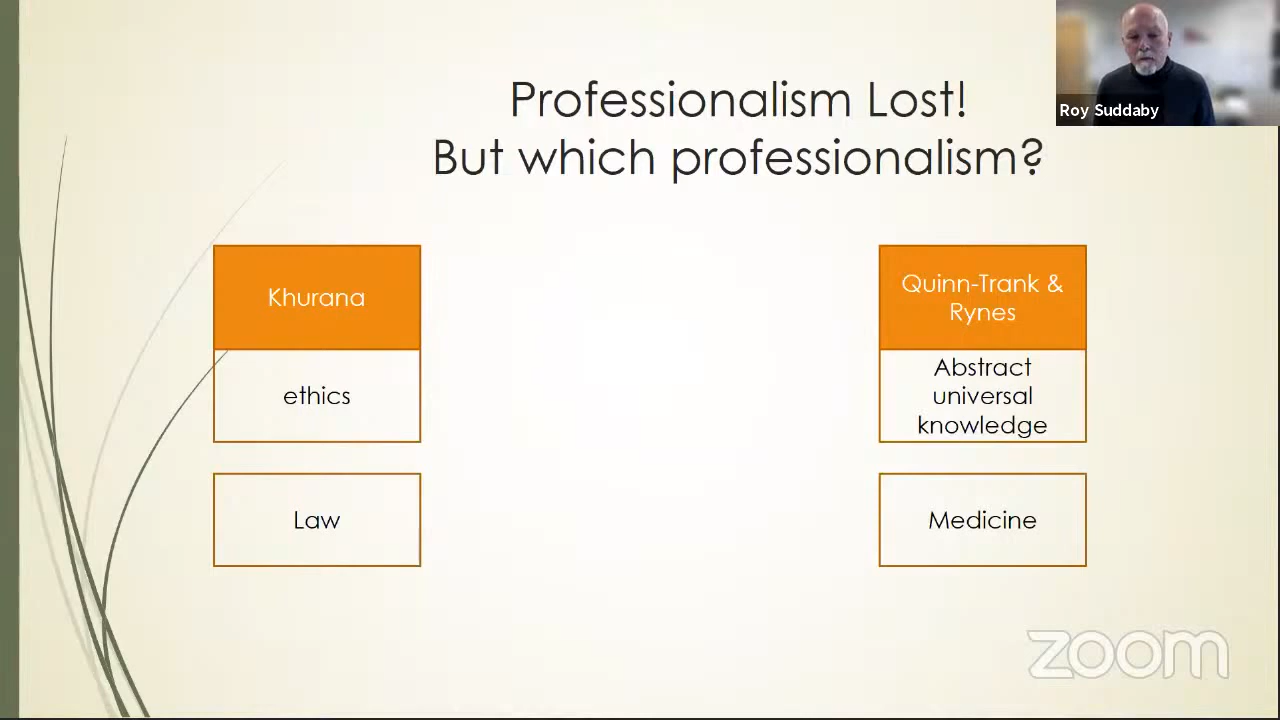 Professionalism Lost!
But which professionalism?
Roy Suddaby
Khurana
ethics
Law
Quinn-Trank &
Rynes
Abstract
universal
knowledge
Medicine
zoom